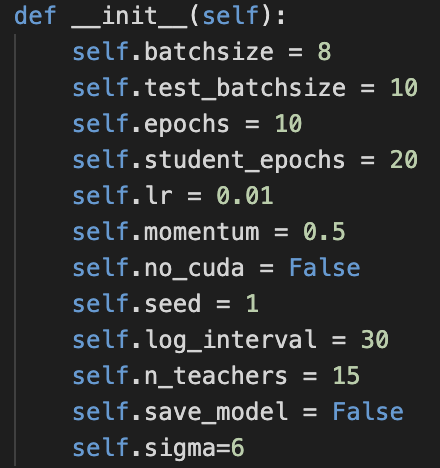 def __init__(self):
    self.batchsize = 8
    self.test_batchsize = 10
    self.epochs = 10
    self.student_epochs = 20
    self.lr = 0.01
    self.momentum = 0.5
    self.no_cuda = False
    self.seed = 1
    self.log_interval = 30
    self.n_teachers = 15
    self.save_model = False
    self.sigma=6